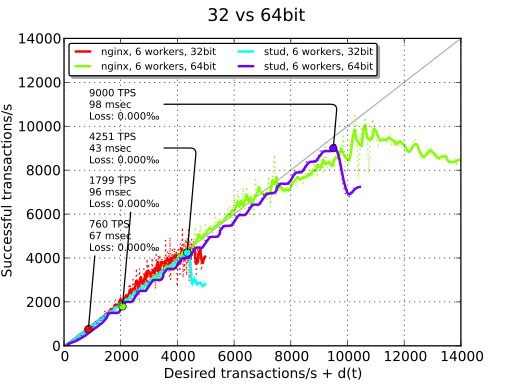 32 vs 64bit
nginx, 6 workers, 32bit
nginx, 6 workers, 64bit
stud, 6 workers, 32bit
stud, 6 workers, 64bit
9000 TPS
98 msec
Loss: 0.000‰
4251 TPS
43 msec
Loss: 0.000‰
1799 TPS
96 msec
Loss: 0.000‰
760 TPS
67 msec
Loss: 0.000‰
Successful transactions/s
14000
12000
10000
8000
6000
4000
2000
0
0
2000
4000
6000
8000
10000
12000
14000
Desired transactions/s + d(t)